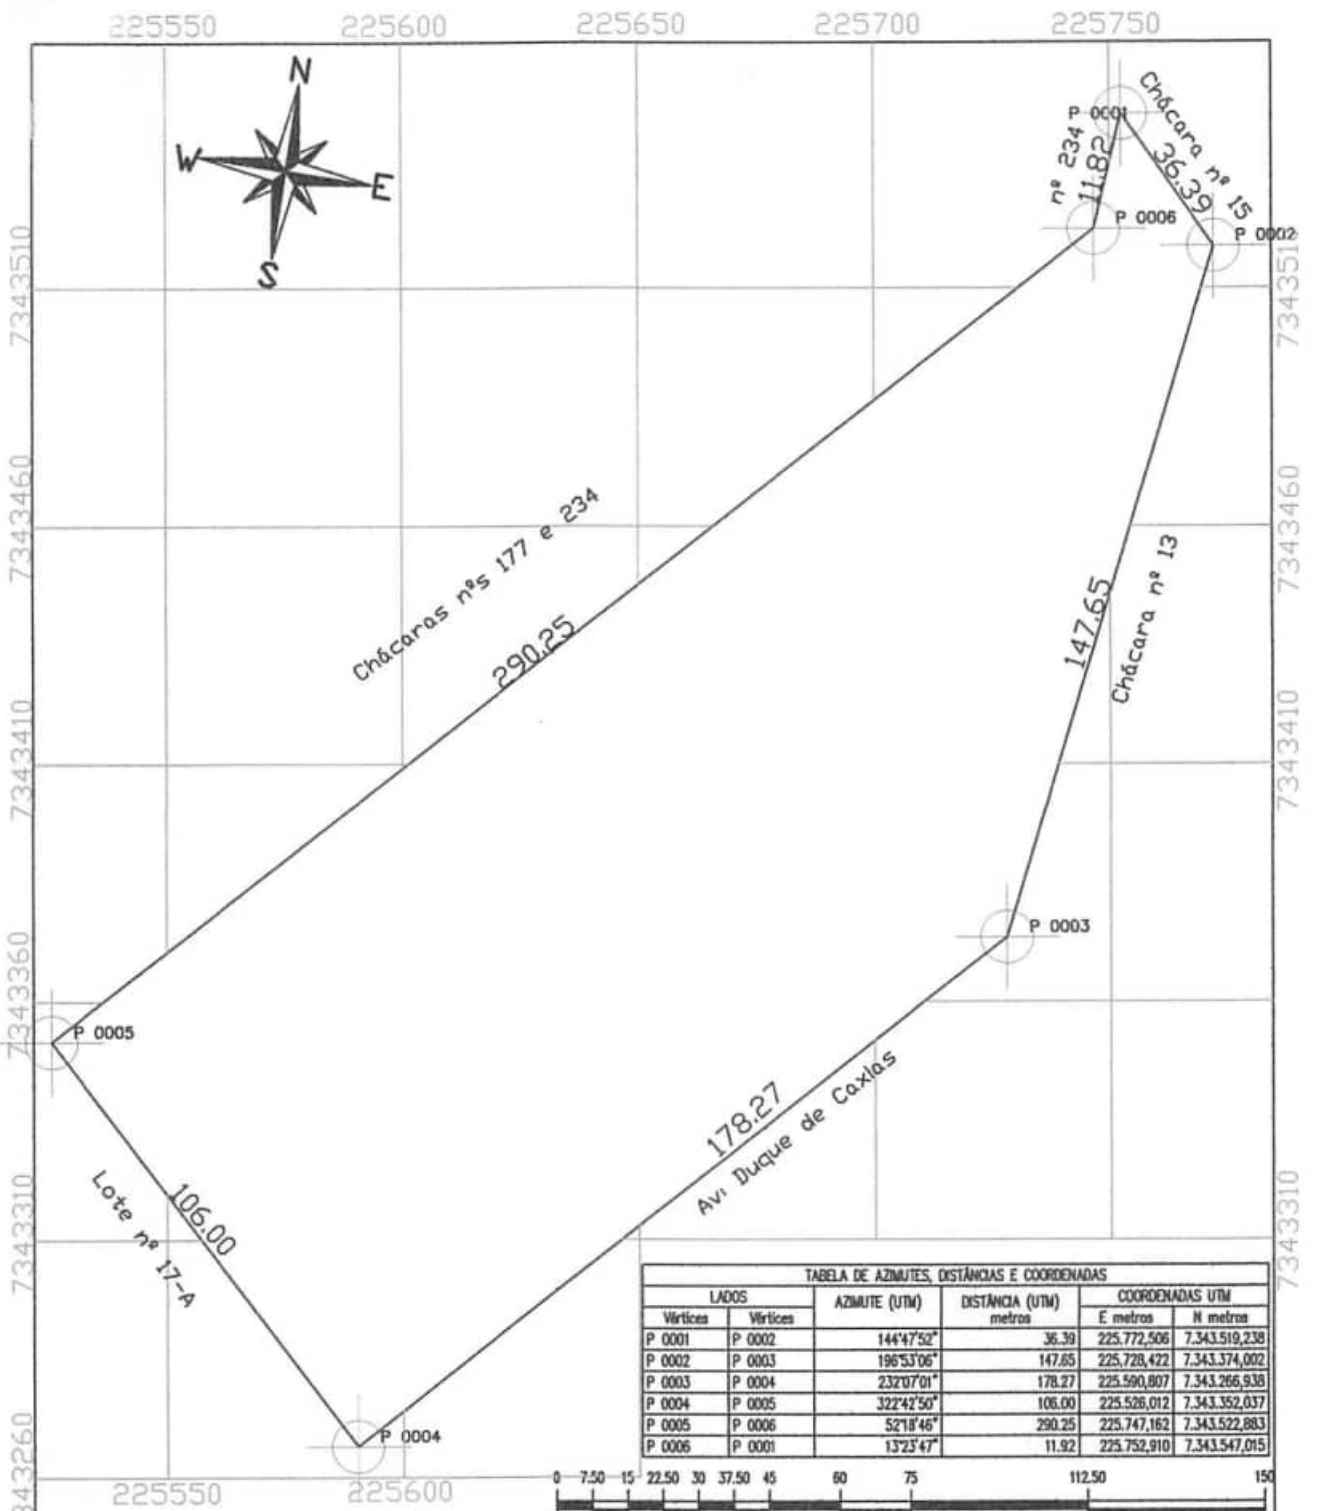 225550 225600 225650 225700 225750
N
W
E
S
P 0001
Chácara nº 15
36.39
nº 234
11.82
P 0006
P 0002
7343510
7343510
7343460
7343460
Chácaras nºs 177 e 234
290.25
147.65
Chácara nº 13
7343410
7343410
P 0003
7343360
P 0005
178.27
Av: Duque de Caxias
106.00
Lote nº 17-A
7343310
7343310
P 0004
7343260
225550 225600
TABELA DE AZIMUTES, DISTÂNCIAS E COORDENADAS
LADOS AZIMUTE (UTM) DISTÂNCIA (UTM) metros COORDENADAS UTM
Vértices Vértices E metros N metros
P 0001 P 0002 144°47'52" 36.39 225.772,506 7.343.519,238
P 0002 P 0003 196°53'06" 147.65 225.728,422 7.343.374,002
P 0003 P 0004 232°07'01" 178.27 225.590,807 7.343.266,938
P 0004 P 0005 322°42'50" 106.00 225.526,012 7.343.352,037
P 0005 P 0006 52°18'46" 290.25 225.747,162 7.343.522,883
P 0006 P 0001 13°23'47" 11.92 225.752,910 7.343.547,015
0 7.50 15 22.50 30 37.50 45 60 75 112.50 150